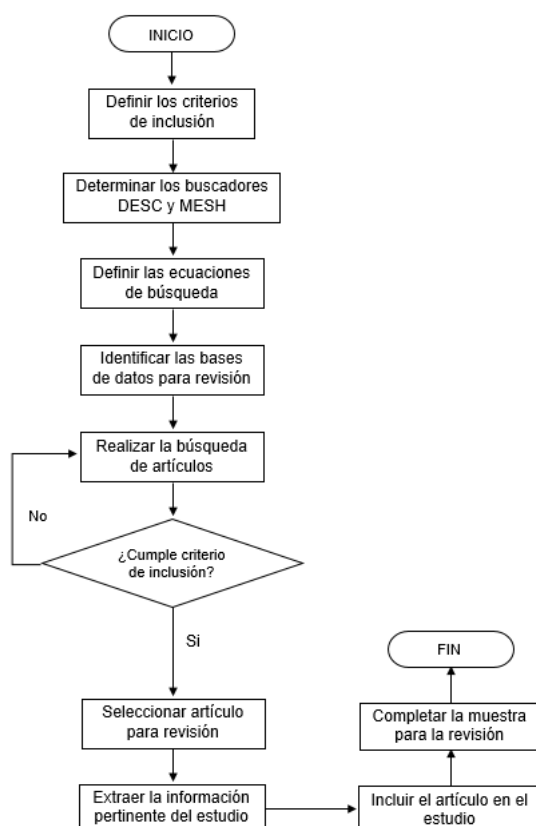 INICIO
Definir los criterios
de inclusión
Determinar los buscadores
DESC y MESH
Definir las ecuaciones
de búsqueda
Identificar las bases
de datos para revisión
Realizar la búsqueda
de artículos
No
¿Cumple criterio
de inclusión?
Si
Seleccionar artículo
para revisión
Extraer la información
pertinente del estudio
Incluir el artículo en el
estudio
Completar la muestra
para la revisión
FIN